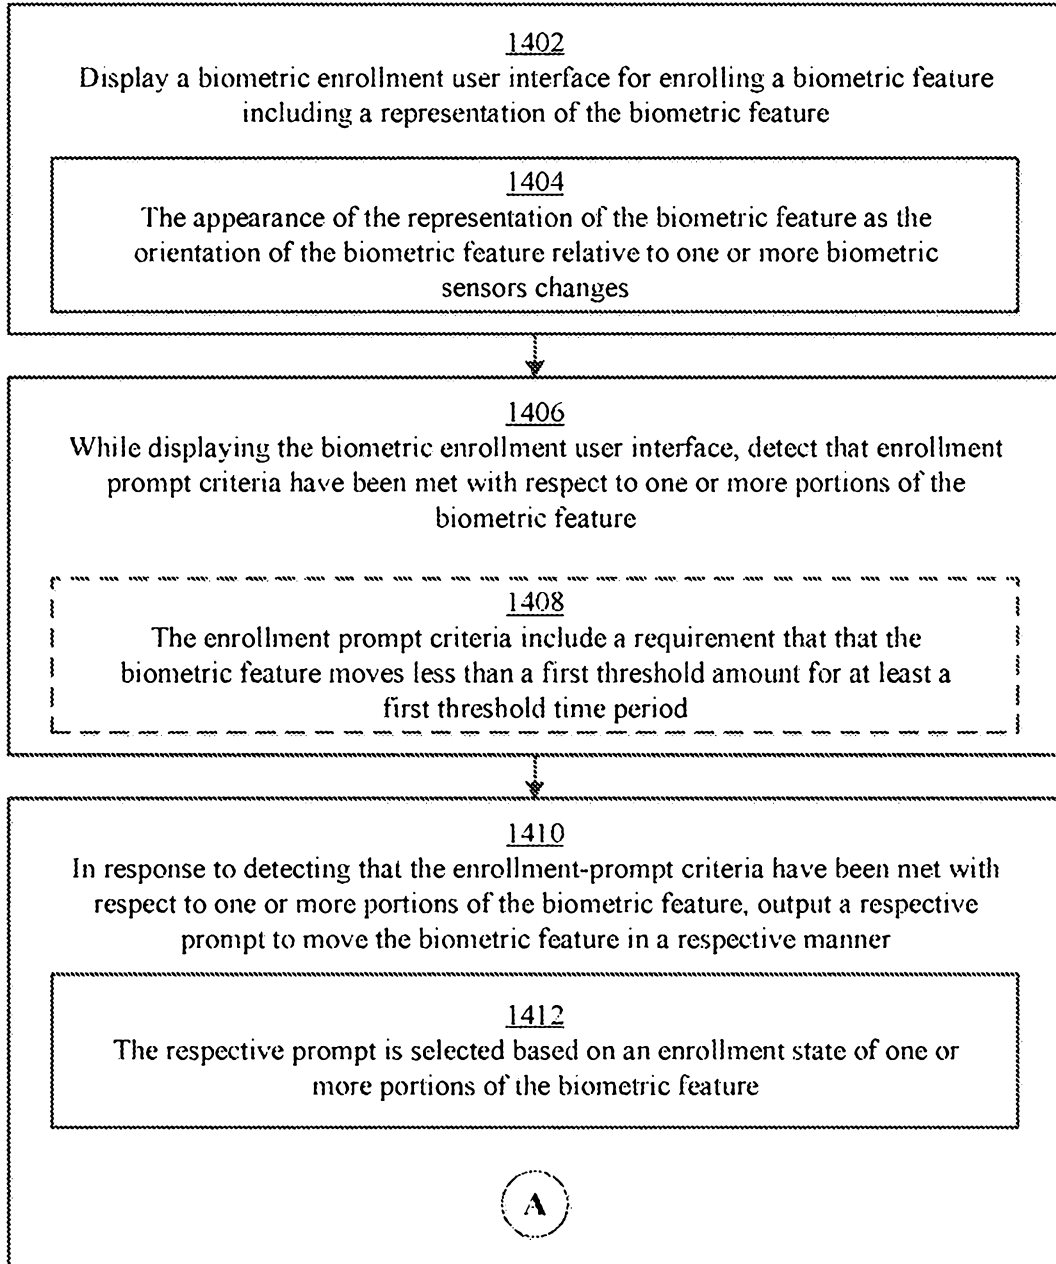 1402
Display a biometric enrollment user interface for enrolling a biometric feature
including a representation of the biometric feature
1404
The appearance of the representation of the biometric feature as the
orientation of the biometric feature relative to one or more biometric
sensors changes
1406
While displaying the biometric enrollment user interface, detect that enrollment
prompt criteria have been met with respect to one or more portions of the
biometric feature
1408
The enrollment prompt criteria include a requirement that that the
biometric feature moves less than a first threshold amount for at least a
first threshold time period
1410
In response to detecting that the enrollment-prompt criteria have been met with
respect to one or more portions of the biometric feature, output a respective
prompt to move the biometric feature in a respective manner
1412
The respective prompt is selected based on an enrollment state of one or
more portions of the biometric feature
A